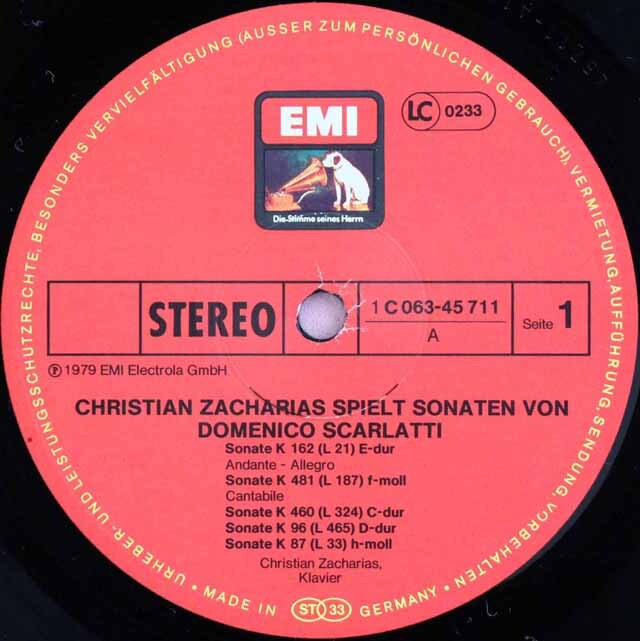 URHEBER- UND LEISTUNGSSCHUTZRECHTE, BESONDERS VERVIELFÄLTIGUNG (AUSSER ZUM PERSÖNLICHEN GEBRAUCH), VERMIETUNG, AUFFÜHRUNG, SENDUNG, VORBEHALTEN
EMI
Die Stimme seines Herrn
LC 0233
STEREO
1 C 063-45 711
A
Seite 1
Ⓟ 1979 EMI Electrola GmbH
CHRISTIAN ZACHARIAS SPIELT SONATEN VON
DOMENICO SCARLATTI
Sonate K 162 (L 21) E-dur
Andante - Allegro
Sonate K 481 (L 187) f-moll
Cantabile
Sonate K 460 (L 324) C-dur
Sonate K 96 (L 465) D-dur
Sonate K 87 (L 33) h-moll
Christian Zacharias,
Klavier
• MADE IN ST 33 GERMANY •